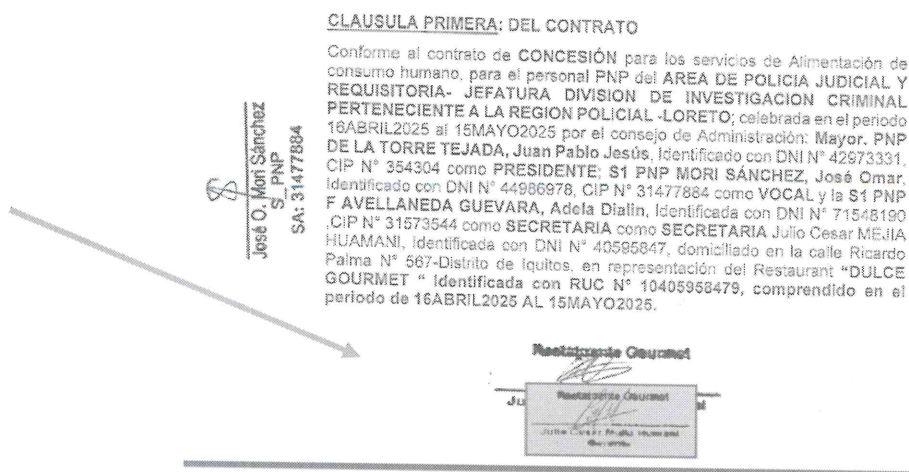 CLAUSULA PRIMERA: DEL CONTRATO
Conforme al contrato de CONCESIÓN para los servicios de Alimentación de
consumo humano, para el personal PNP del AREA DE POLICIA JUDICIAL Y
REQUISITORIA- JEFATURA DIVISION DE INVESTIGACION CRIMINAL
PERTENECIENTE A LA REGION POLICIAL -LORETO; celebrada en el periodo
16ABRIL2025 al 15MAYO2025 por el consejo de Administración: Mayor. PNP
DE LA TORRE TEJADA, Juan Pablo Jesús, Identificado con DNI N° 42973331,
CIP N° 354304 como PRESIDENTE; S1 PNP MORI SÁNCHEZ, José Omar,
Identificado con DNI N° 44986978, CIP N° 31477884 como VOCAL y la S1 PNP
F AVELLANEDA GUEVARA, Adela Dialin, Identificada con DNI N° 71548190
,CIP N° 31573544 como SECRETARIA como SECRETARIA Julio Cesar MEJIA
HUAMANI, Identificada con DNI N° 40595847, domiciliado en la calle Ricardo
Palma N° 567-Distrito de Iquitos, en representación del Restaurant “DULCE
GOURMET “ Identificada con RUC N° 10405958479, comprendido en el
periodo de 16ABRIL2025 AL 15MAYO2025.
José O. Mori Sánchez
S_ PNP
SA: 31477884
Restaurante Gourmet
Ju
Restaurante Gourmet